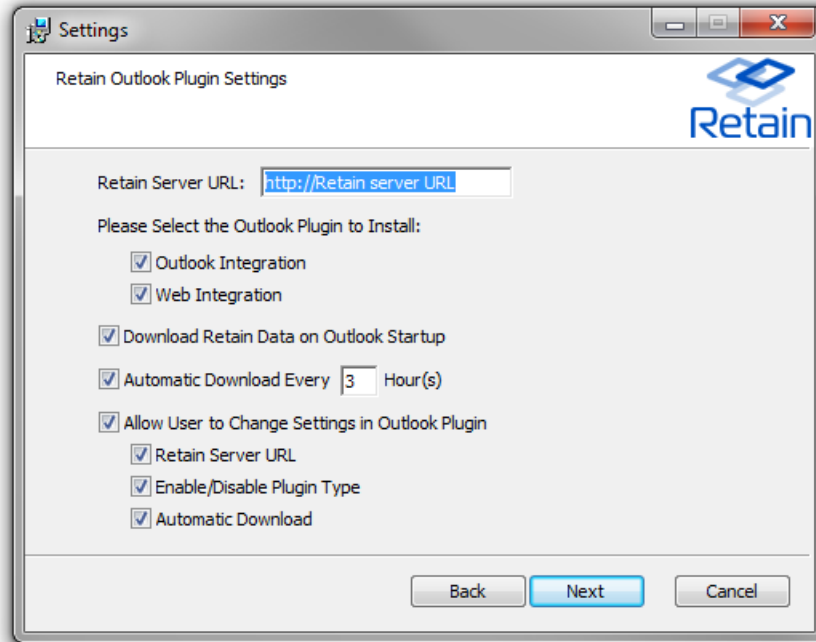 Settings
Retain Outlook Plugin Settings
Retain
Retain Server URL: http://Retain server URL
Please Select the Outlook Plugin to Install:
Outlook Integration
Web Integration
Download Retain Data on Outlook Startup
Automatic Download Every 3 Hour(s)
Allow User to Change Settings in Outlook Plugin
Retain Server URL
Enable/Disable Plugin Type
Automatic Download
Back Next Cancel